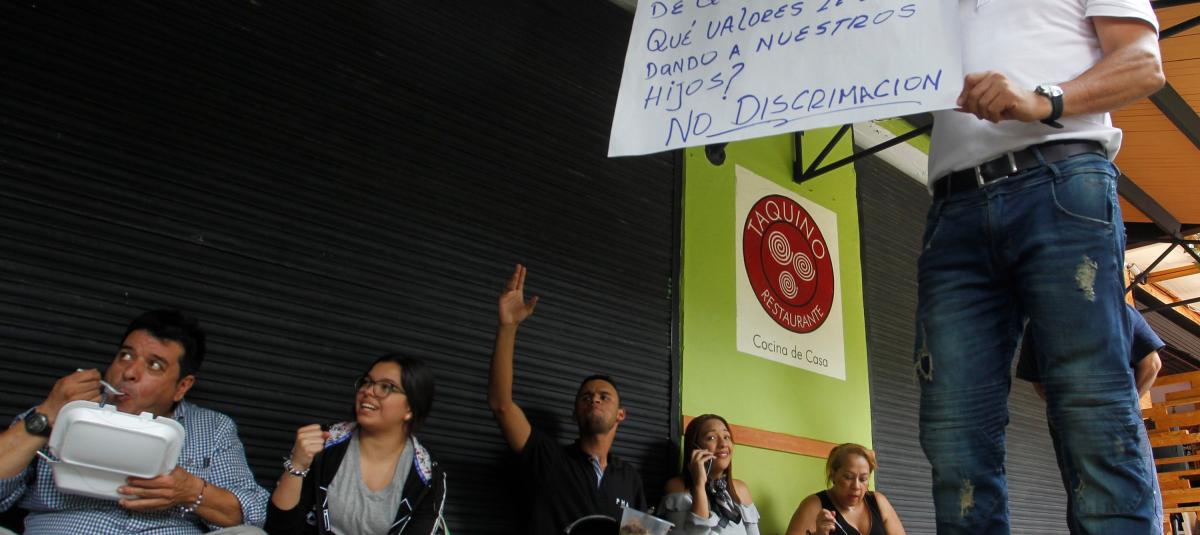 QUÉ VALORES
DANDO A NUESTROS
HIJOS?
NO DISCRIMACION
TAQUINO
RESTAURANTE
Cocina de Casa